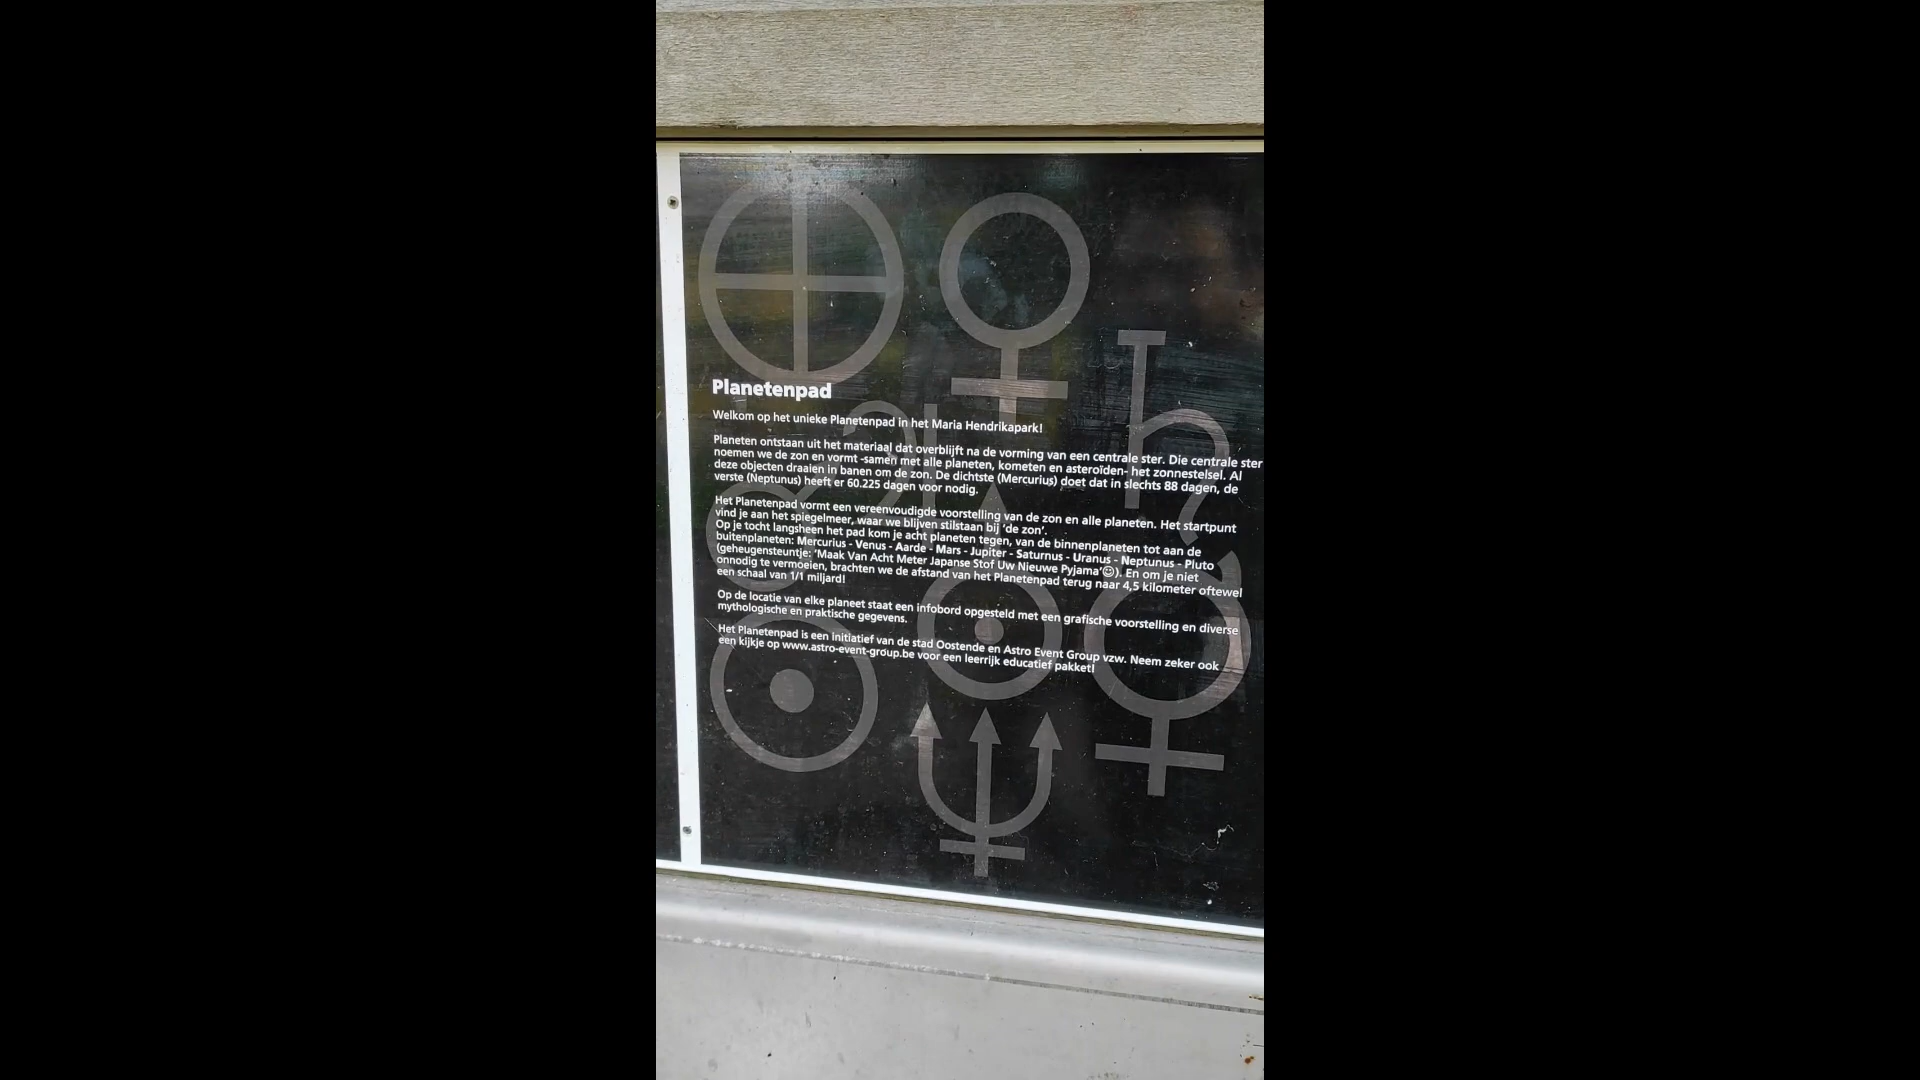 Planetenpad
Welkom op het unieke Planetenpad in het Maria Hendrikapark!
Planeten ontstaan uit het materiaal dat overblijft na de vorming van een centrale ster. Die centrale ster
noemen we de zon en vormt -samen met alle planeten, kometen en asteroïden- het zonnestelsel. Al
deze objecten draaien in banen om de zon. De dichtste (Mercurius) doet dat in slechts 88 dagen, de
verste (Neptunus) heeft er 60.225 dagen voor nodig.
Het Planetenpad vormt een vereenvoudigde voorstelling van de zon en alle planeten. Het startpunt
vind je aan het spiegelmeer, waar we blijven stilstaan bij ‘de zon’.
Op je tocht langsheen het pad kom je acht planeten tegen, van de binnenplaneten tot aan de
buitenplaneten: Mercurius - Venus - Aarde - Mars - Jupiter - Saturnus - Uranus - Neptunus - Pluto
(geheugensteuntje: ‘Maak Van Acht Meter Japanse Stof Uw Nieuwe Pyjama’☺). En om je niet
onnodig te vermoeien, brachten we de afstand van het Planetenpad terug naar 4,5 kilometer oftewel
een schaal van 1/1 miljard!
Op de locatie van elke planeet staat een infobord opgesteld met een grafische voorstelling en diverse
mythologische en praktische gegevens.
Het Planetenpad is een initiatief van de stad Oostende en Astro Event Group vzw. Neem zeker ook
een kijkje op www.astro-event-group.be voor een leerrijk educatief pakket!